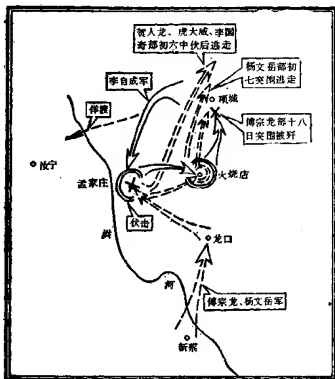 贺人龙、虎大威、李国
奇部初六中伏后逃走
李自成军
杨文岳部初
七突围逃走
佯渡
项城
傅宗龙部十八
日突围被歼
汝宁
孟家庄
火烧店
伏击
洪
龙口
河
傅宗龙、杨文岳军
新蔡